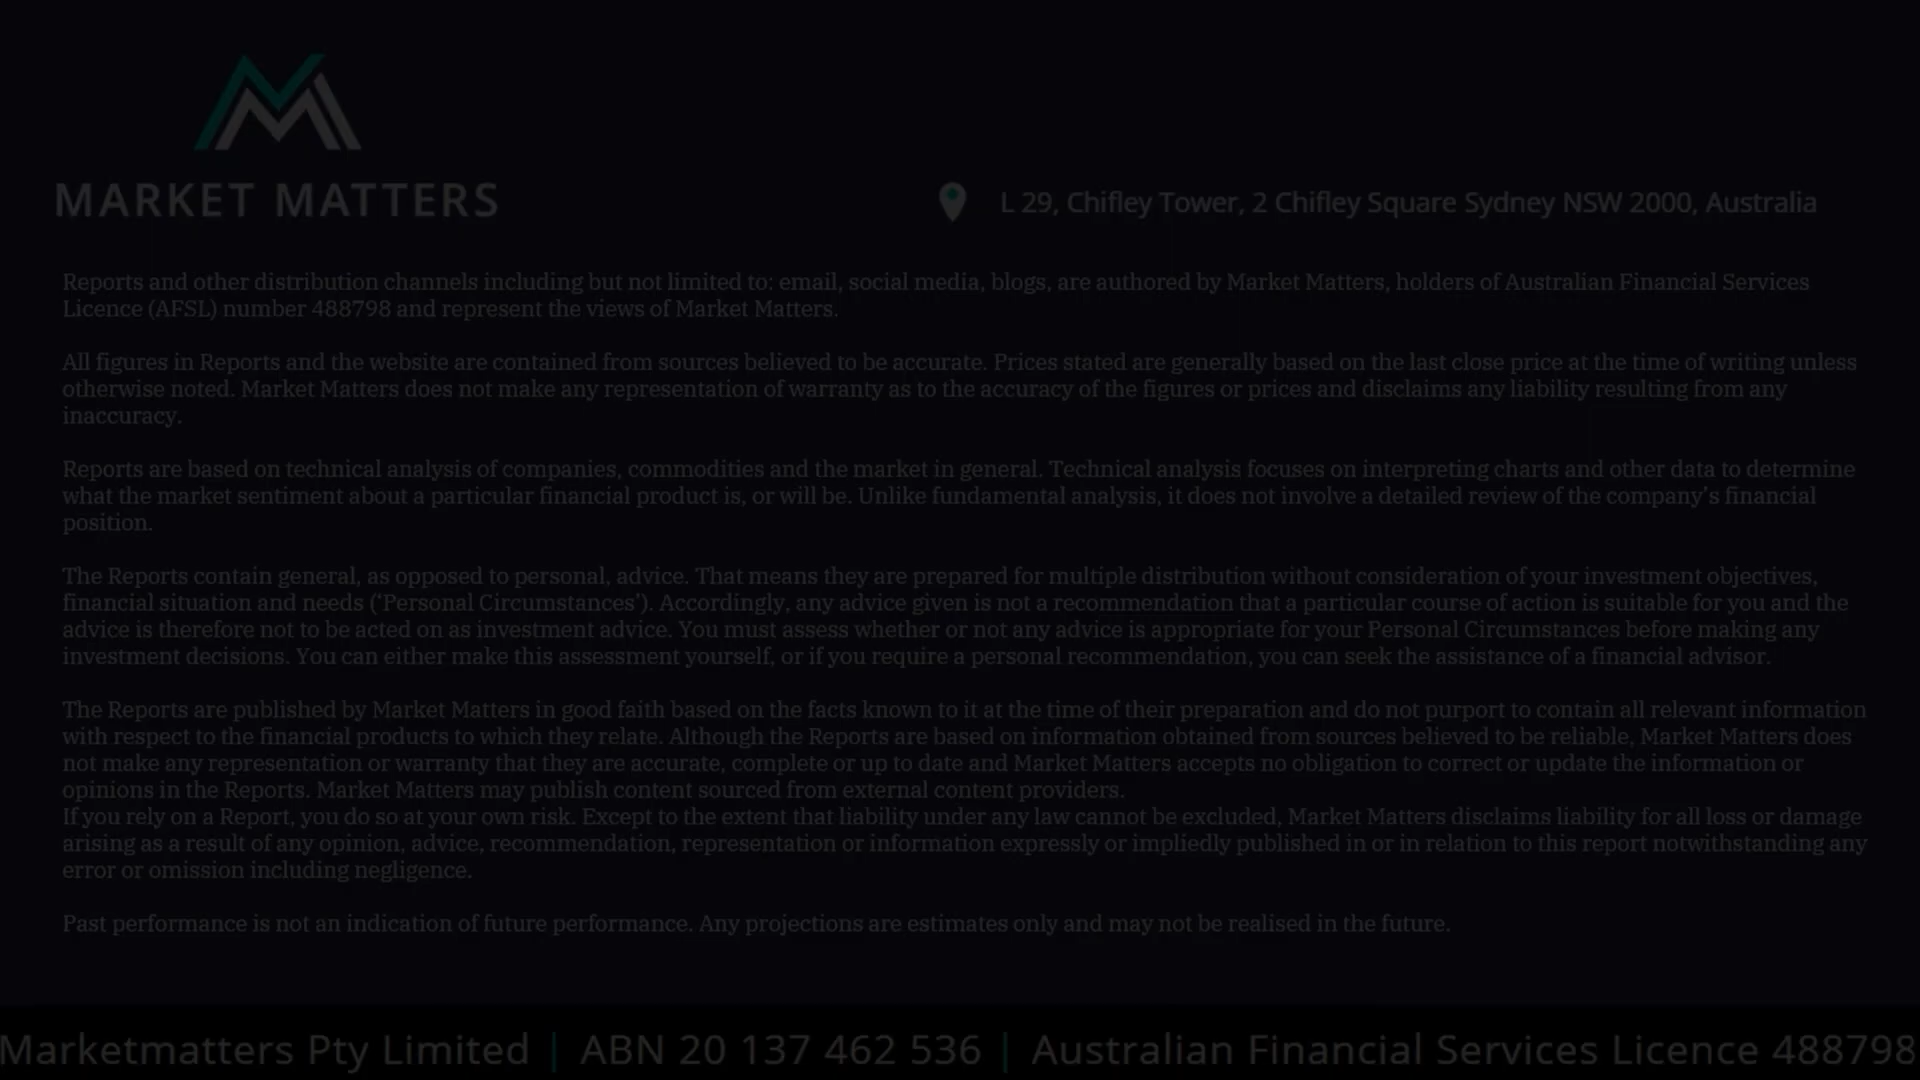 MARKET MATTERS
L 29, Chifley Tower, 2 Chifley Square Sydney NSW 2000, Australia
Reports and other distribution channels including but not limited to: email, social media, blogs, are authored by Market Matters, holders of Australian Financial Services
Licence (AFSL) number 488798 and represent the views of Market Matters.
All figures in Reports and the website are contained from sources believed to be accurate. Prices stated are generally based on the last close price at the time of writing unless
otherwise noted. Market Matters does not make any representation of warranty as to the accuracy of the figures or prices and disclaims any liability resulting from any
inaccuracy.
Reports are based on technical analysis of companies, commodities and the market in general. Technical analysis focuses on interpreting charts and other data to determine
what the market sentiment about a particular financial product is, or will be. Unlike fundamental analysis, it does not involve a detailed review of the company’s financial
position.
The Reports contain general, as opposed to personal, advice. That means they are prepared for multiple distribution without consideration of your investment objectives,
financial situation and needs (‘Personal Circumstances’). Accordingly, any advice given is not a recommendation that a particular course of action is suitable for you and the
advice is therefore not to be acted on as investment advice. You must assess whether or not any advice is appropriate for your Personal Circumstances before making any
investment decisions. You can either make this assessment yourself, or if you require a personal recommendation, you can seek the assistance of a financial advisor.
The Reports are published by Market Matters in good faith based on the facts known to it at the time of their preparation and do not purport to contain all relevant information
with respect to the financial products to which they relate. Although the Reports are based on information obtained from sources believed to be reliable, Market Matters does
not make any representation or warranty that they are accurate, complete or up to date and Market Matters accepts no obligation to correct or update the information or
opinions in the Reports. Market Matters may publish content sourced from external content providers.
If you rely on a Report, you do so at your own risk. Except to the extent that liability under any law cannot be excluded, Market Matters disclaims liability for all loss or damage
arising as a result of any opinion, advice, recommendation, representation or information expressly or impliedly published in or in relation to this report notwithstanding any
error or omission including negligence.
Past performance is not an indication of future performance. Any projections are estimates only and may not be realised in the future.
Marketmatters Pty Limited | ABN 20 137 462 536 | Australian Financial Services Licence 488798